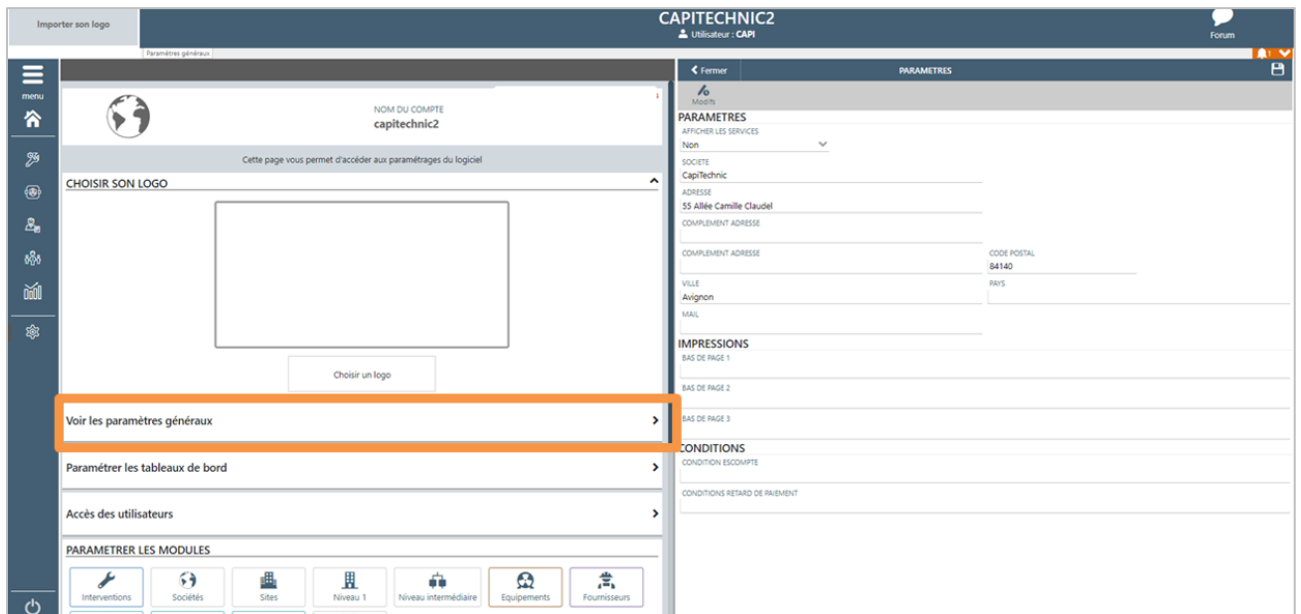 Importer son logo
CAPITECHNIC2
Utilisateur : CAPI
Forum
Paramètres généraux
1
menu
NOM DU COMPTE
capitechnic2
Cette page vous permet d'accéder aux paramétrages du logiciel
CHOISIR SON LOGO
Choisir un logo
Voir les paramètres généraux
Paramétrer les tableaux de bord
Accès des utilisateurs
PARAMETRER LES MODULES
Interventions
Sociétés
Sites
Niveau 1
Niveau intermédiaire
Equipements
Fournisseurs
Fermer
PARAMETRES
Modifs
PARAMETRES
AFFICHER LES SERVICES
Non
SOCIETE
CapiTechnic
ADRESSE
55 Allée Camille Claudel
COMPLEMENT ADRESSE
COMPLEMENT ADRESSE
CODE POSTAL
84140
VILLE
PAYS
Avignon
MAIL
IMPRESSIONS
BAS DE PAGE 1
BAS DE PAGE 2
BAS DE PAGE 3
CONDITIONS
CONDITION ESCOMPTE
CONDITIONS RETARD DE PAIEMENT